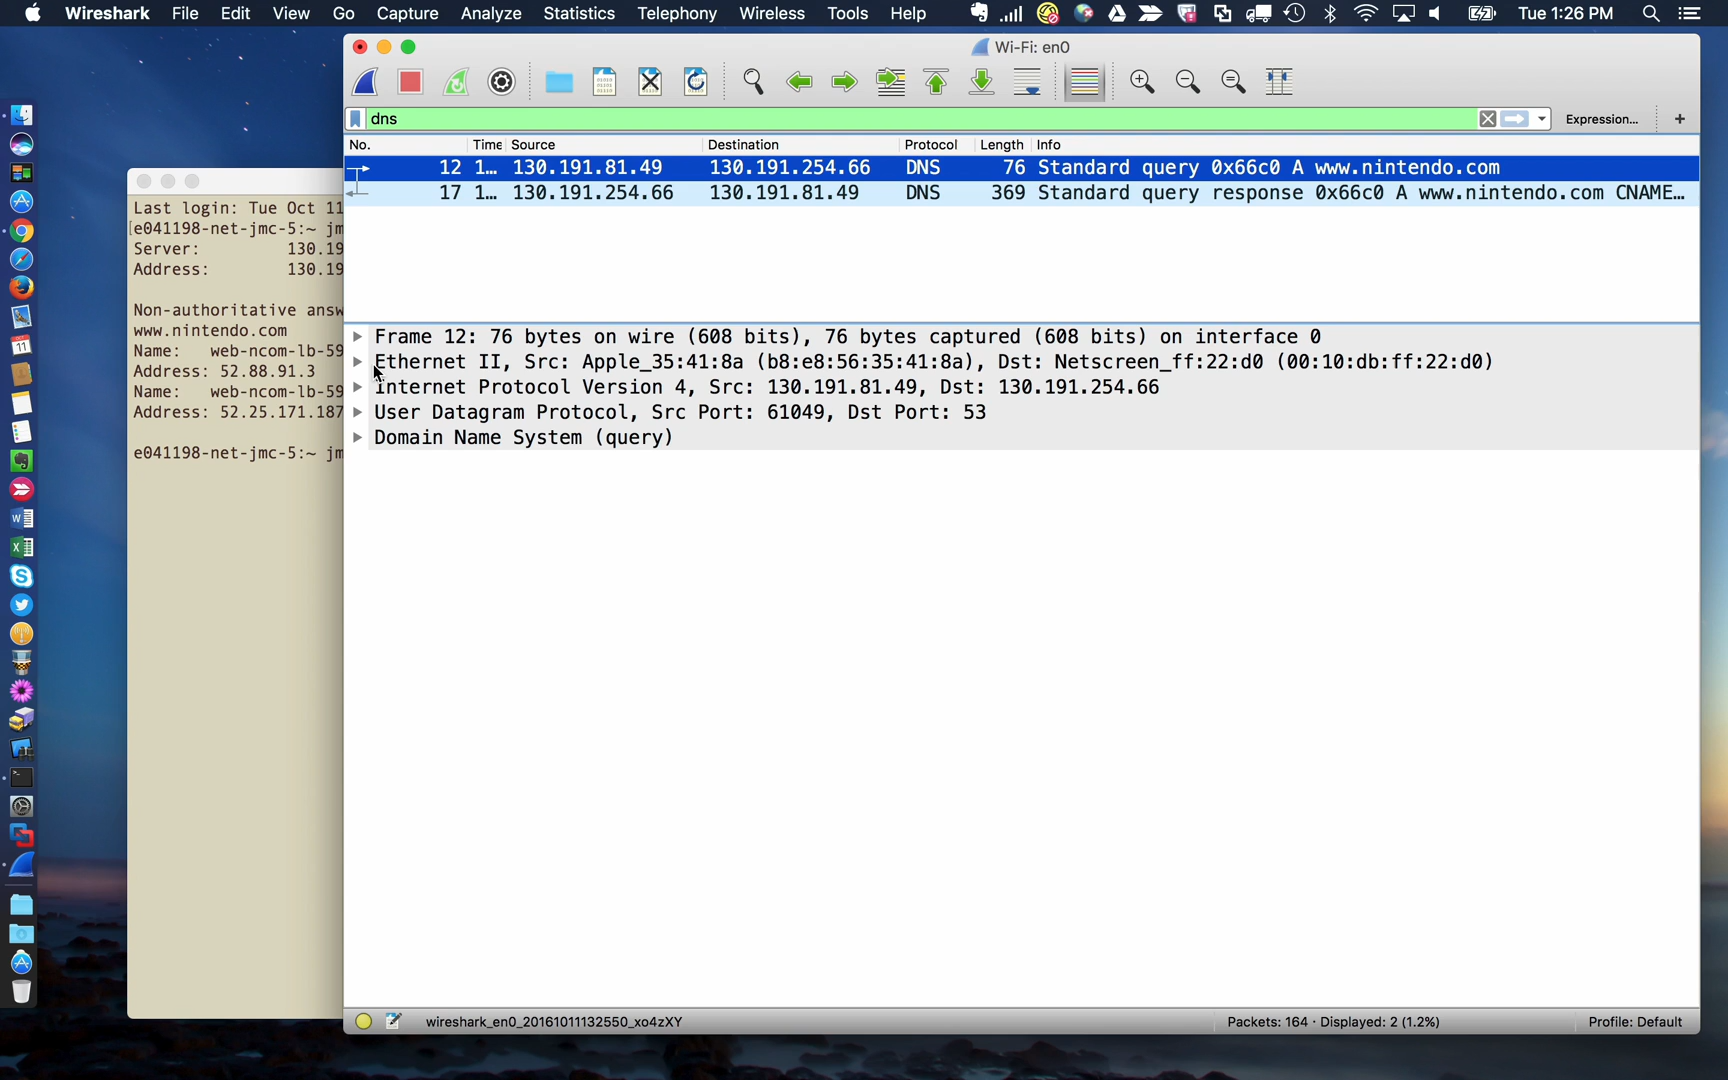 Wireshark File Edit View Go Capture Analyze Statistics Telephony Wireless Tools Help Tue 1:26 PM
Wi-Fi: en0
dns Expression... +
No. Time Source Destination Protocol Length Info
12 1... 130.191.81.49 130.191.254.66 DNS 76 Standard query 0x66c0 A www.nintendo.com
17 1... 130.191.254.66 130.191.81.49 DNS 369 Standard query response 0x66c0 A www.nintendo.com CNAME...
Frame 12: 76 bytes on wire (608 bits), 76 bytes captured (608 bits) on interface 0
Ethernet II, Src: Apple_35:41:8a (b8:e8:56:35:41:8a), Dst: Netscreen_ff:22:d0 (00:10:db:ff:22:d0)
Internet Protocol Version 4, Src: 130.191.81.49, Dst: 130.191.254.66
User Datagram Protocol, Src Port: 61049, Dst Port: 53
Domain Name System (query)
wireshark_en0_20161011132550_xo4zXY Packets: 164 · Displayed: 2 (1.2%) Profile: Default
Last login: Tue Oct 11
[e041198-net-jmc-5:~ jm
Server: 130.19
Address: 130.19
Non-authoritative answ
www.nintendo.com
Name: web-ncom-lb-59
Address: 52.88.91.3
Name: web-ncom-lb-59
Address: 52.25.171.187
e041198-net-jmc-5:~ jm